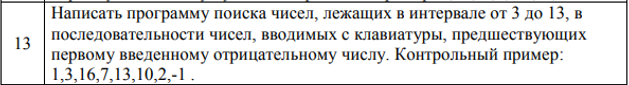 13
Написать программу поиска чисел, лежащих в интервале от 3 до 13, в
последовательности чисел, вводимых с клавиатуры, предшествующих
первому введенному отрицательному числу. Контрольный пример:
1,3,16,7,13,10,2,-1 .